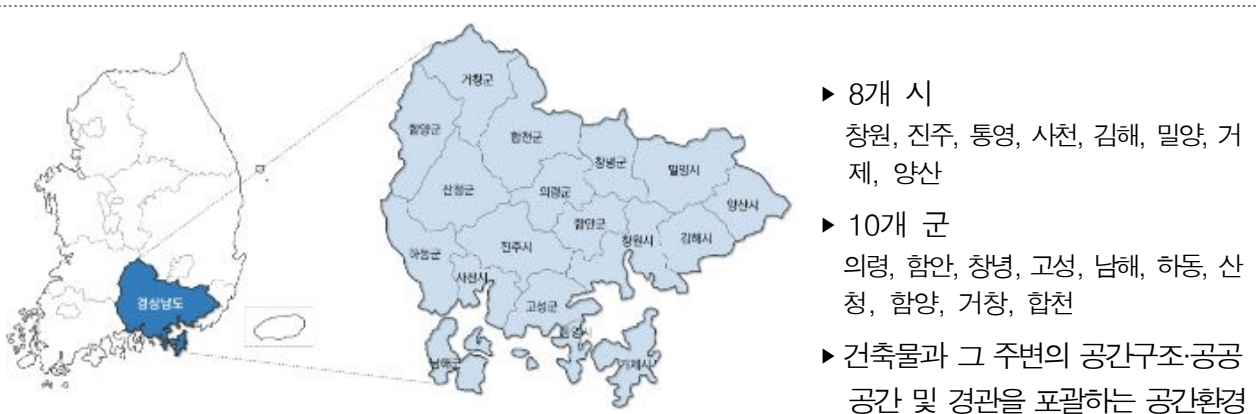 거창군
함양군
합천군
창녕군
밀양시
산청군
의령군
양산시
함안군
창원시
김해시
하동군
진주시
사천시
고성군
통영시
남해군
거제시
경상남도
▶ 8개 시
창원, 진주, 통영, 사천, 김해, 밀양, 거
제, 양산
▶ 10개 군
의령, 함안, 창녕, 고성, 남해, 하동, 산
청, 함양, 거창, 합천
▶ 건축물과 그 주변의 공간구조·공공
공간 및 경관을 포괄하는 공간환경